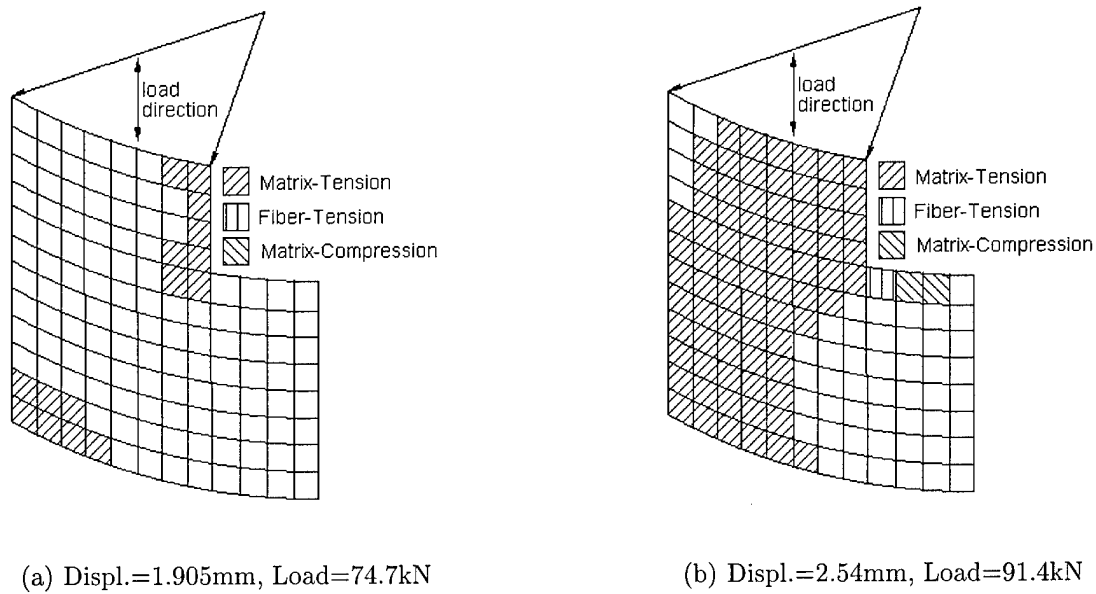 load
direction
Matrix-Tension
Fiber-Tension
Matrix-Compression
load
direction
Matrix-Tension
Fiber-Tension
Matrix-Compression
(a) Displ.=1.905mm, Load=74.7kN
(b) Displ.=2.54mm, Load=91.4kN